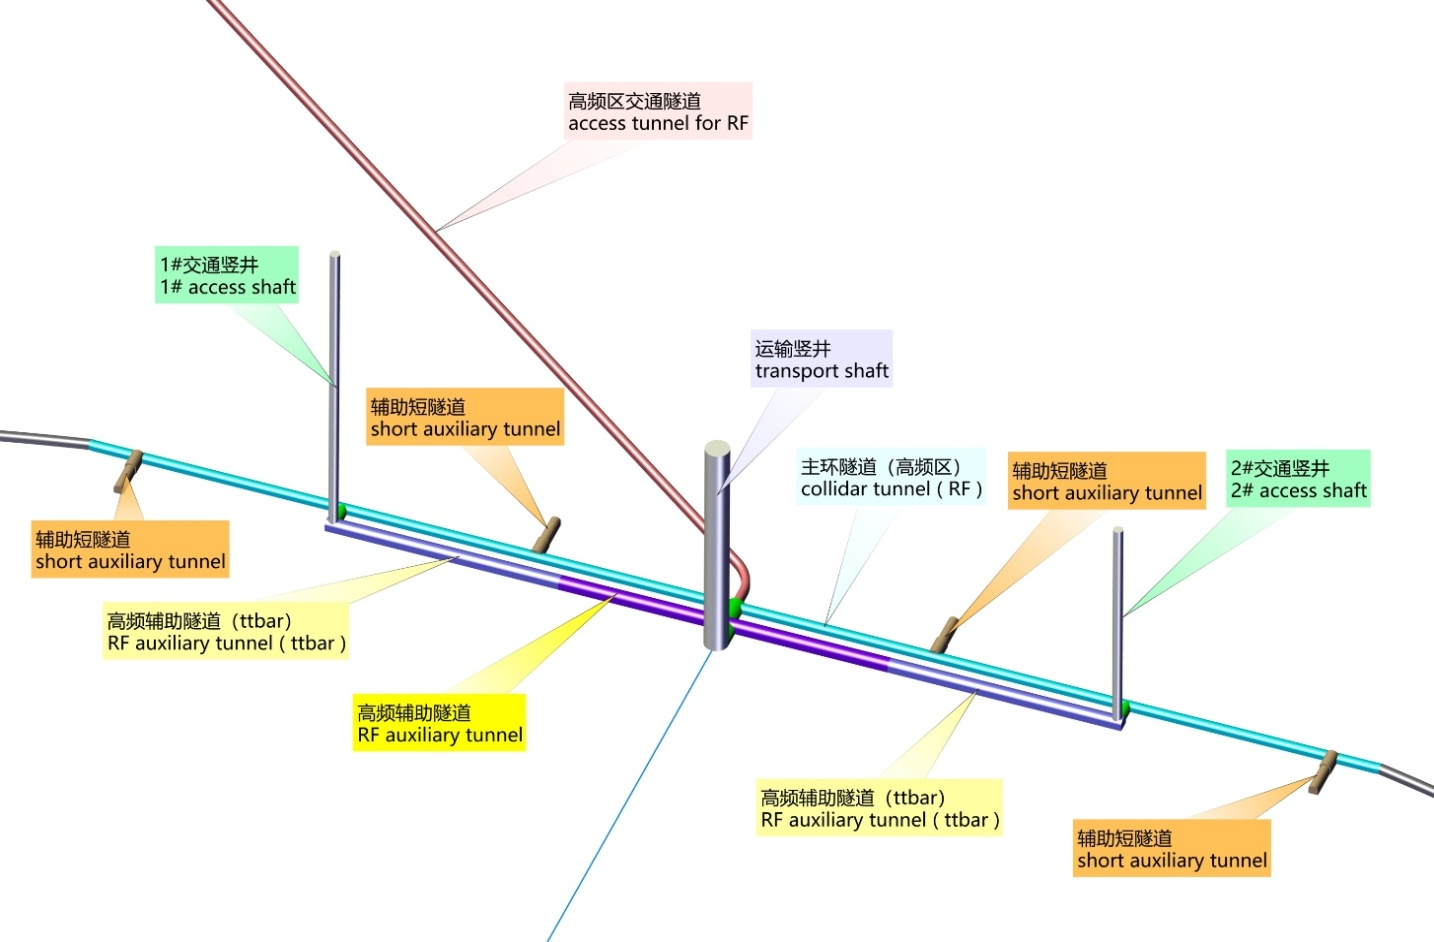 高频区交通隧道
access tunnel for RF
1#交通竖井
1# access shaft
运输竖井
transport shaft
辅助短隧道
short auxiliary tunnel
主环隧道（高频区）
collidar tunnel ( RF )
辅助短隧道
short auxiliary tunnel
2#交通竖井
2# access shaft
辅助短隧道
short auxiliary tunnel
高频辅助隧道（ttbar）
RF auxiliary tunnel ( ttbar )
高频辅助隧道
RF auxiliary tunnel
高频辅助隧道（ttbar）
RF auxiliary tunnel ( ttbar )
辅助短隧道
short auxiliary tunnel